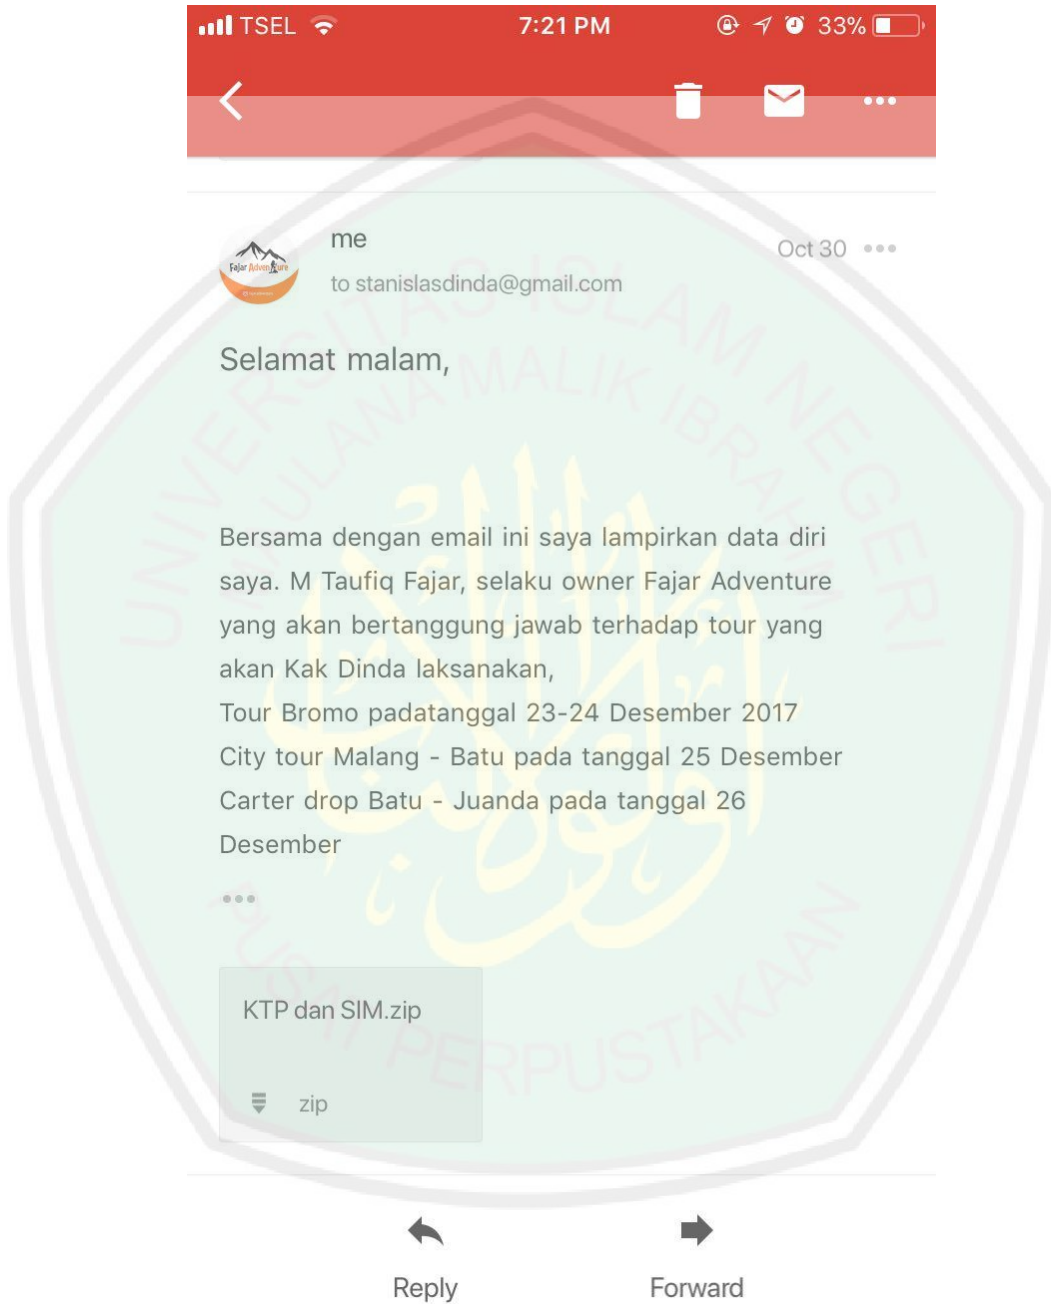 TSEL 7:21 PM 33%
me
Oct 30
Fajar Adventure
to stanislasdinda@gmail.com
Selamat malam,
Bersama dengan email ini saya lampirkan data diri
saya. M Taufiq Fajar, selaku owner Fajar Adventure
yang akan bertanggung jawab terhadap tour yang
akan Kak Dinda laksanakan,
Tour Bromo padatanggal 23-24 Desember 2017
City tour Malang - Batu pada tanggal 25 Desember
Carter drop Batu - Juanda pada tanggal 26
Desember
KTP dan SIM.zip
zip
Reply Forward
UNIVERSITAS ISLAM NEGERI
MAULANA MALIK IBRAHIM
PUSAT PERPUSTAKAAN